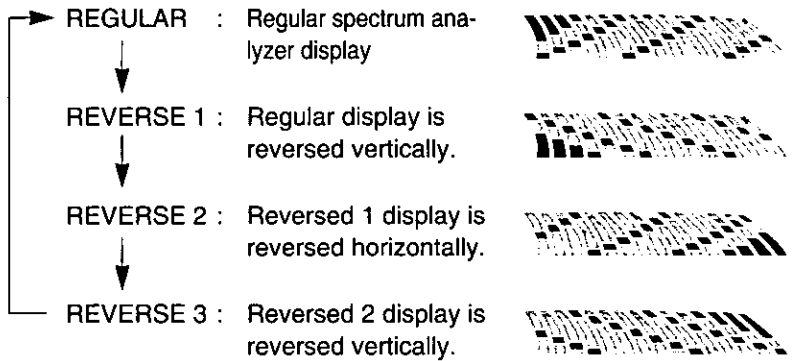 REGULAR : Regular spectrum ana-
lyzer display
REVERSE 1 : Regular display is
reversed vertically.
REVERSE 2 : Reversed 1 display is
reversed horizontally.
REVERSE 3 : Reversed 2 display is
reversed vertically.